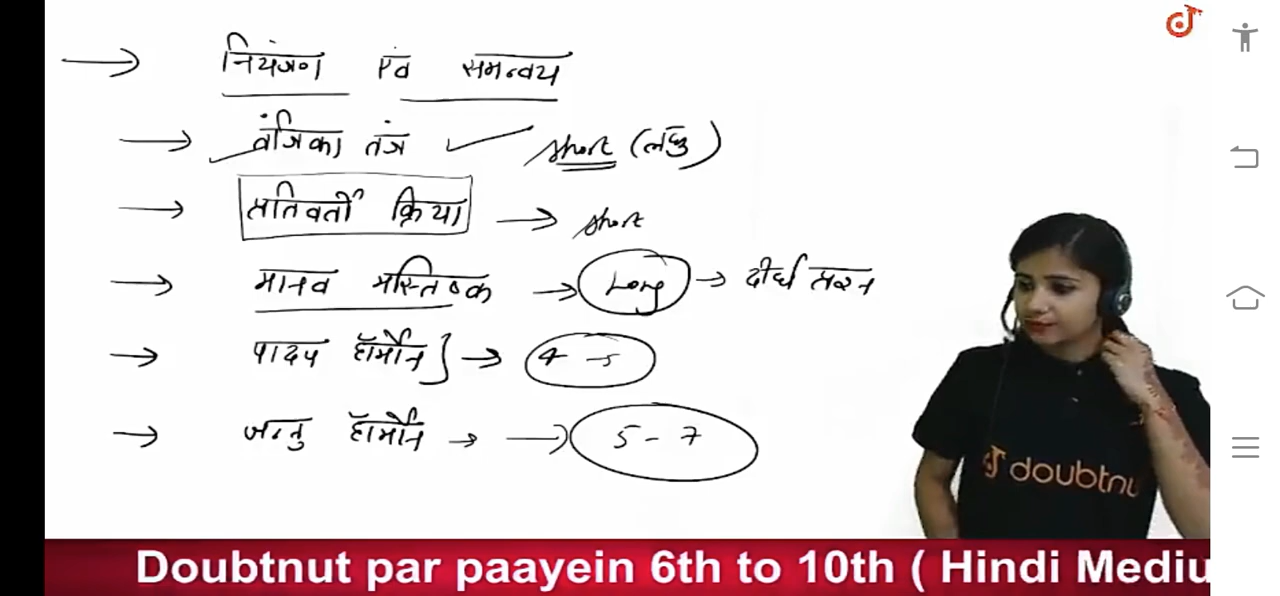 → नियंत्रण एवं समन्वय
→ तंत्रिका तंत्र ✓ short (लघु)
→ प्रतिवर्ती क्रिया → short
→ मानव मस्तिष्क → Long → दीर्घ प्रश्न
→ पादप हॉर्मोन } → 4 - 5
→ जन्तु हॉर्मोन → → 5 - 7
doubtnu
Doubtnut par paayein 6th to 10th ( Hindi Mediu